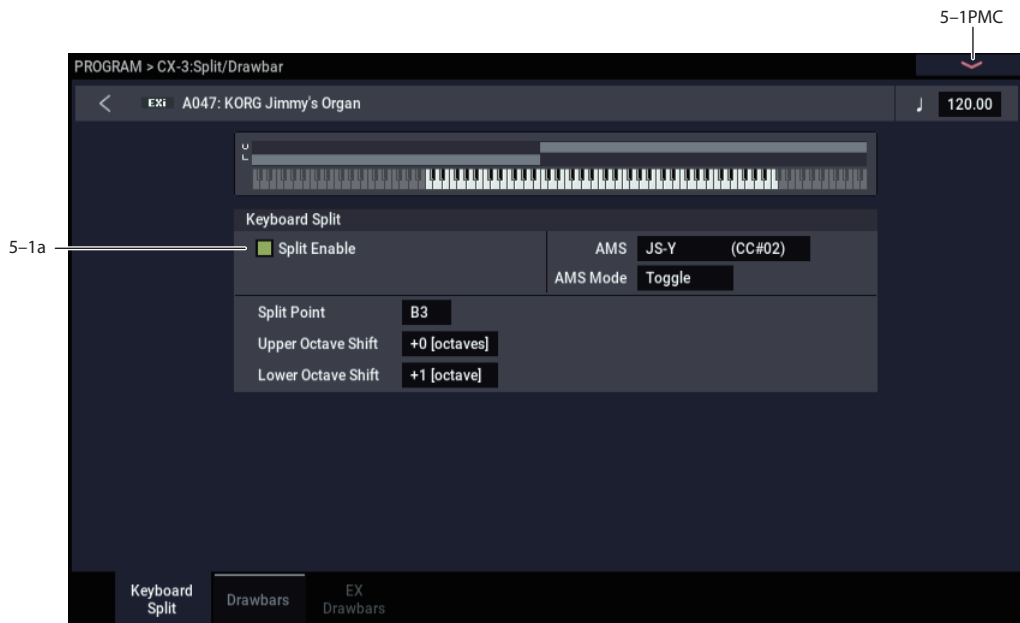 5–1PMC
PROGRAM > CX-3:Split/Drawbar
EXi A047: KORG Jimmy's Organ
♩ 120.00
U
L
Keyboard Split
5–1a
Split Enable
AMS JS-Y (CC#02)
AMS Mode Toggle
Split Point B3
Upper Octave Shift +0 [octaves]
Lower Octave Shift +1 [octave]
Keyboard
Split
Drawbars
EX
Drawbars